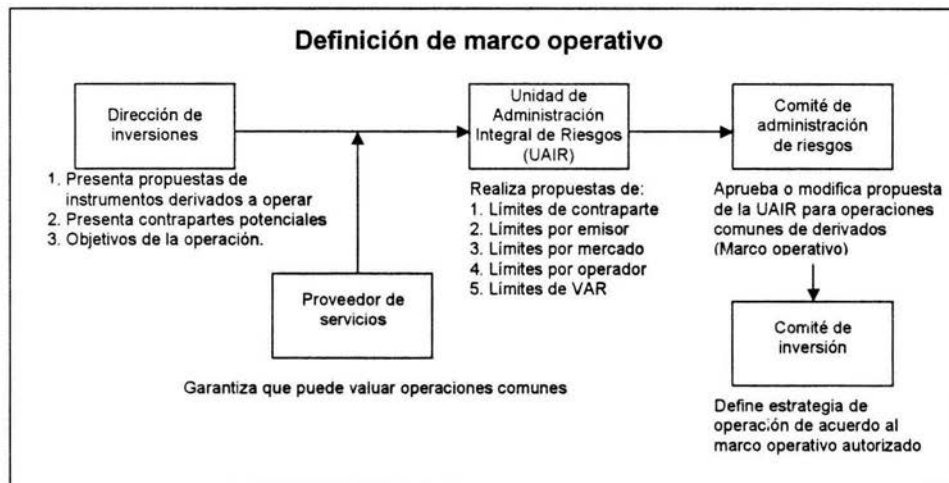 Definición de marco operativo
Dirección de
inversiones
1. Presenta propuestas de
instrumentos derivados a operar
2. Presenta contrapartes potenciales
3. Objetivos de la operación.
Proveedor de
servicios
Garantiza que puede valuar operaciones comunes
Unidad de
Administración
Integral de Riesgos
(UAIR)
Realiza propuestas de:
1. Límites de contraparte
2. Límites por emisor
3. Límites por mercado
4. Límites por operador
5. Límites de VAR
Comité de
administración
de riesgos
Aprueba o modifica propuesta
de la UAIR para operaciones
comunes de derivados
(Marco operativo)
Comité de
inversión
Define estrategia de
operación de acuerdo al
marco operativo autorizado